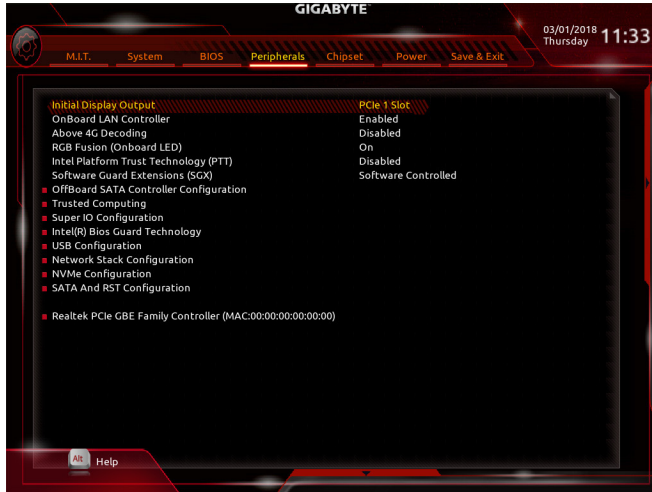 GIGABYTE™
03/01/2018 Thursday 11:33
M.I.T. System BIOS Peripherals Chipset Power Save & Exit
Initial Display Output PCIe 1 Slot
OnBoard LAN Controller Enabled
Above 4G Decoding Disabled
RGB Fusion (Onboard LED) On
Intel Platform Trust Technology (PTT) Disabled
Software Guard Extensions (SGX) Software Controlled
OffBoard SATA Controller Configuration
Trusted Computing
Super IO Configuration
Intel(R) Bios Guard Technology
USB Configuration
Network Stack Configuration
NVMe Configuration
SATA And RST Configuration
Realtek PCIe GBE Family Controller (MAC:00:00:00:00:00:00)
Alt Help